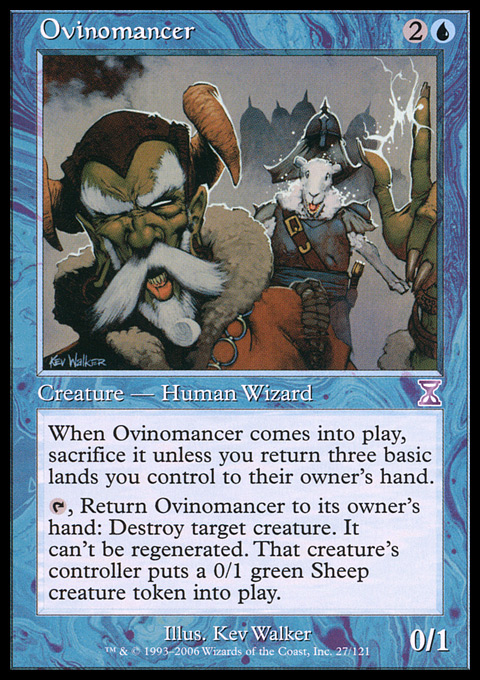 Ovinomancer 2
KEV WALKER
Creature — Human Wizard
When Ovinomancer comes into play,
sacrifice it unless you return three basic
lands you control to their owner's hand.
, Return Ovinomancer to its owner's
hand: Destroy target creature. It
can't be regenerated. That creature's
controller puts a 0/1 green Sheep
creature token into play.
Illus. Kev Walker
0/1
™ & © 1993–2006 Wizards of the Coast, Inc. 27/121